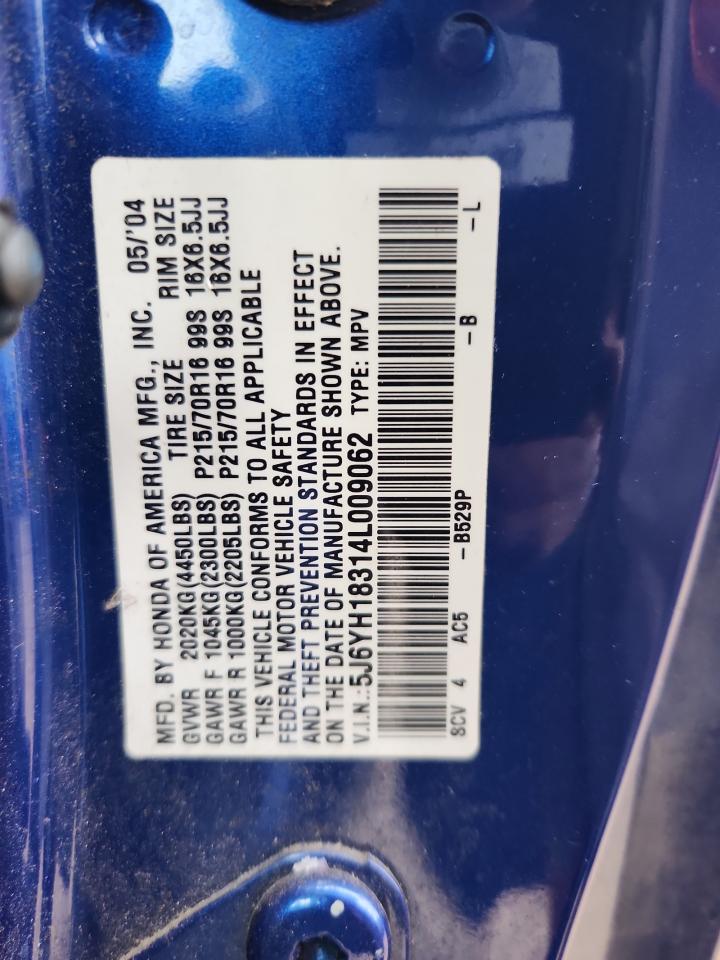 MFD. BY HONDA OF AMERICA MFG., INC. 05/'04
GVWR 2020KG(4450LBS) TIRE SIZE RIM SIZE
GAWR F 1045KG(2300LBS) P215/70R16 99S 16X6.5JJ
GAWR R 1000KG(2205LBS) P215/70R16 99S 16X6.5JJ
THIS VEHICLE CONFORMS TO ALL APPLICABLE
FEDERAL MOTOR VEHICLE SAFETY
AND THEFT PREVENTION STANDARDS IN EFFECT
ON THE DATE OF MANUFACTURE SHOWN ABOVE.
V.I.N.:5J6YH18314L009062 TYPE: MPV
SCV 4 AC5 -B529P -B -L